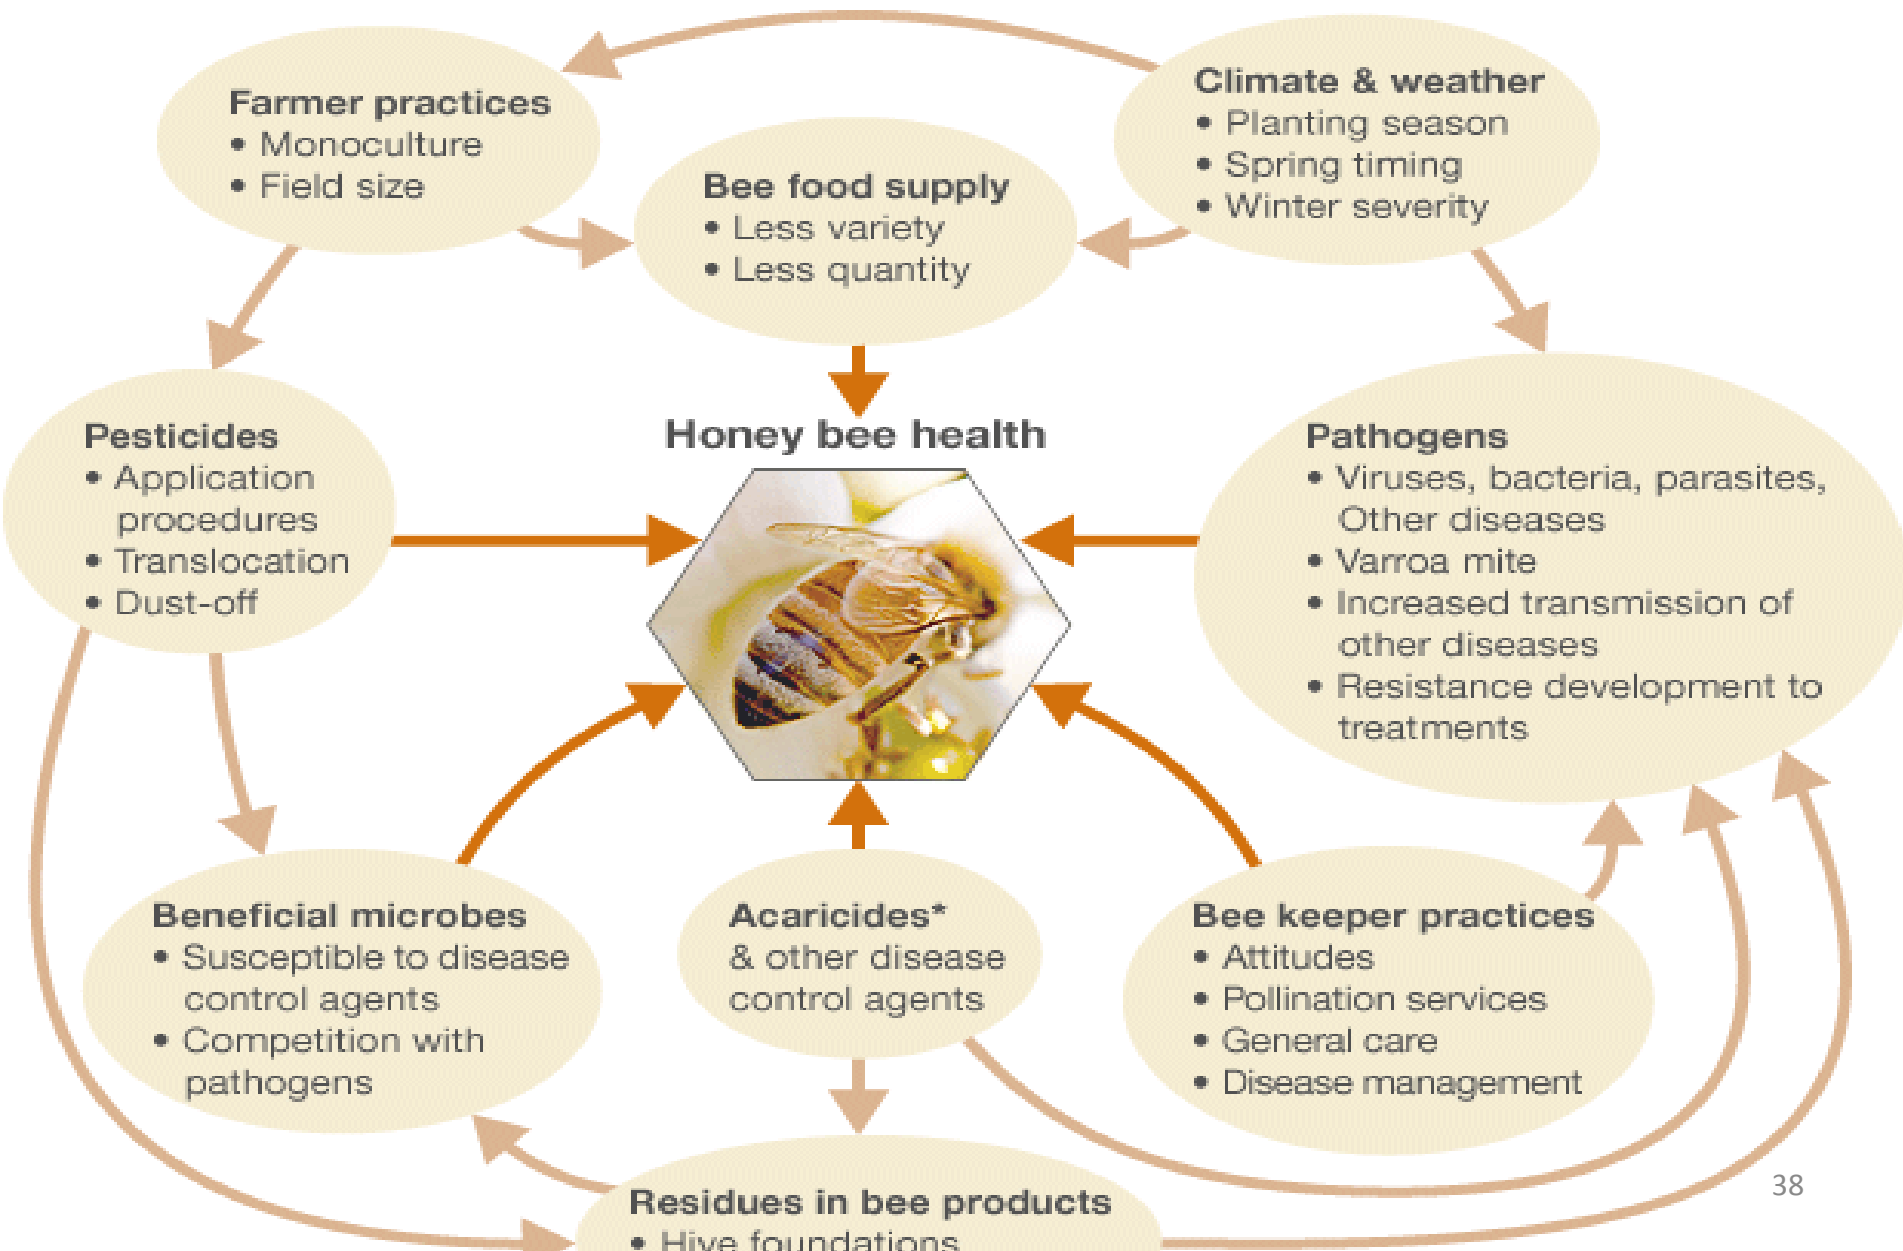 Farmer practices
• Monoculture
• Field size
Climate & weather
• Planting season
• Spring timing
• Winter severity
Bee food supply
• Less variety
• Less quantity
Honey bee health
Pesticides
• Application
procedures
• Translocation
• Dust-off
Pathogens
• Viruses, bacteria, parasites,
Other diseases
• Varroa mite
• Increased transmission of
other diseases
• Resistance development to
treatments
Beneficial microbes
• Susceptible to disease
control agents
• Competition with
pathogens
Acaricides*
& other disease
control agents
Bee keeper practices
• Attitudes
• Pollination services
• General care
• Disease management
Residues in bee products
• Hive foundations
38